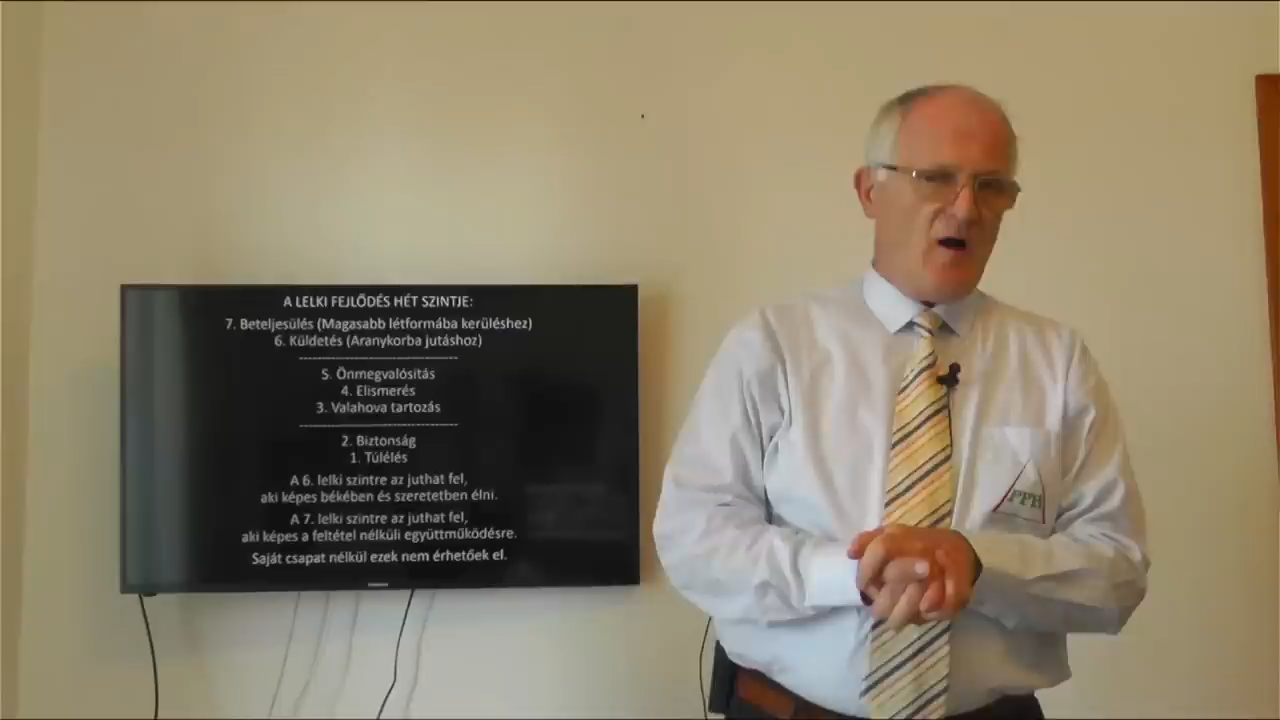 A LELKI FEJLŐDÉS HÉT SZINTJE:
7. Beteljesülés (Magasabb létformába kerüléshez)
6. Küldetés (Aranykorba jutáshoz)
----------------------------------
5. Önmegvalósítás
4. Elismerés
3. Valahova tartozás
----------------------------------
2. Biztonság
1. Túlélés
A 6. lelki szintre az juthat fel,
aki képes békében és szeretetben élni.
A 7. lelki szintre az juthat fel,
aki képes a feltétel nélküli együttműködésre.
Saját csapat nélkül ezek nem érhetőek el.
PPH